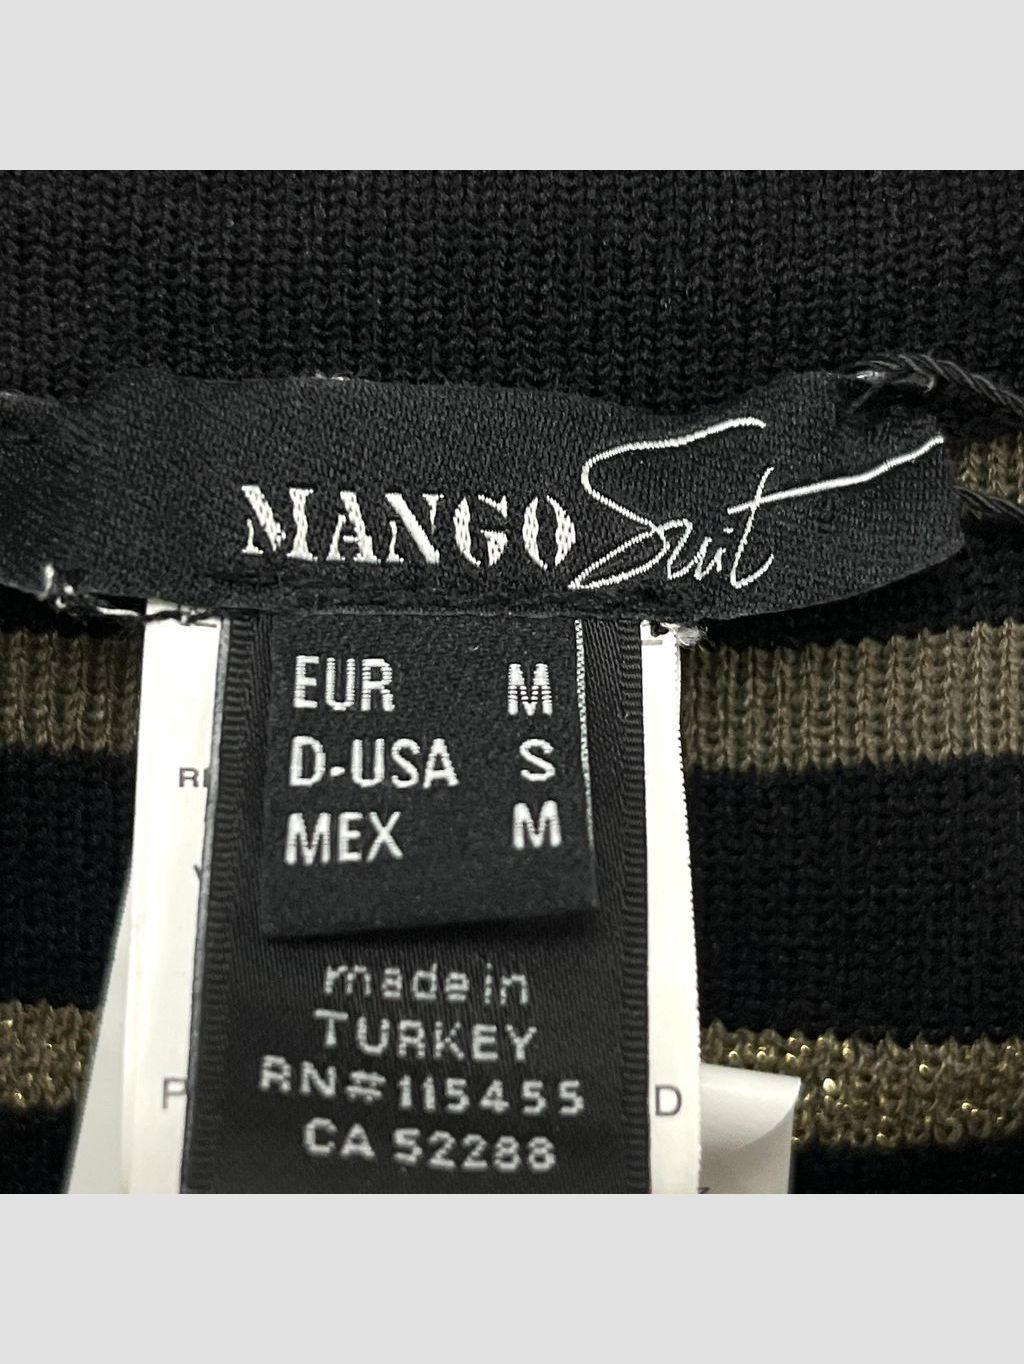 MANGO Suit
EUR M
D-USA S
MEX M
made in
TURKEY
RN#115455
CA 52288
P
D